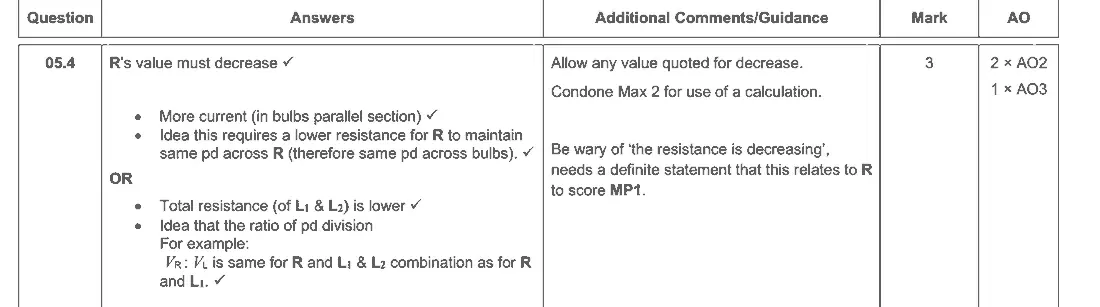 Question Answers Additional Comments/Guidance Mark AO
05.4 R's value must decrease ✓ Allow any value quoted for decrease. 3 2 × AO2
Condone Max 2 for use of a calculation. 1 × AO3
• More current (in bulbs parallel section) ✓
• Idea this requires a lower resistance for R to maintain
same pd across R (therefore same pd across bulbs). ✓
Be wary of 'the resistance is decreasing',
needs a definite statement that this relates to R
to score MP1.
OR
• Total resistance (of L1 & L2) is lower ✓
• Idea that the ratio of pd division
For example:
VR : VL is same for R and L1 & L2 combination as for R
and L1. ✓